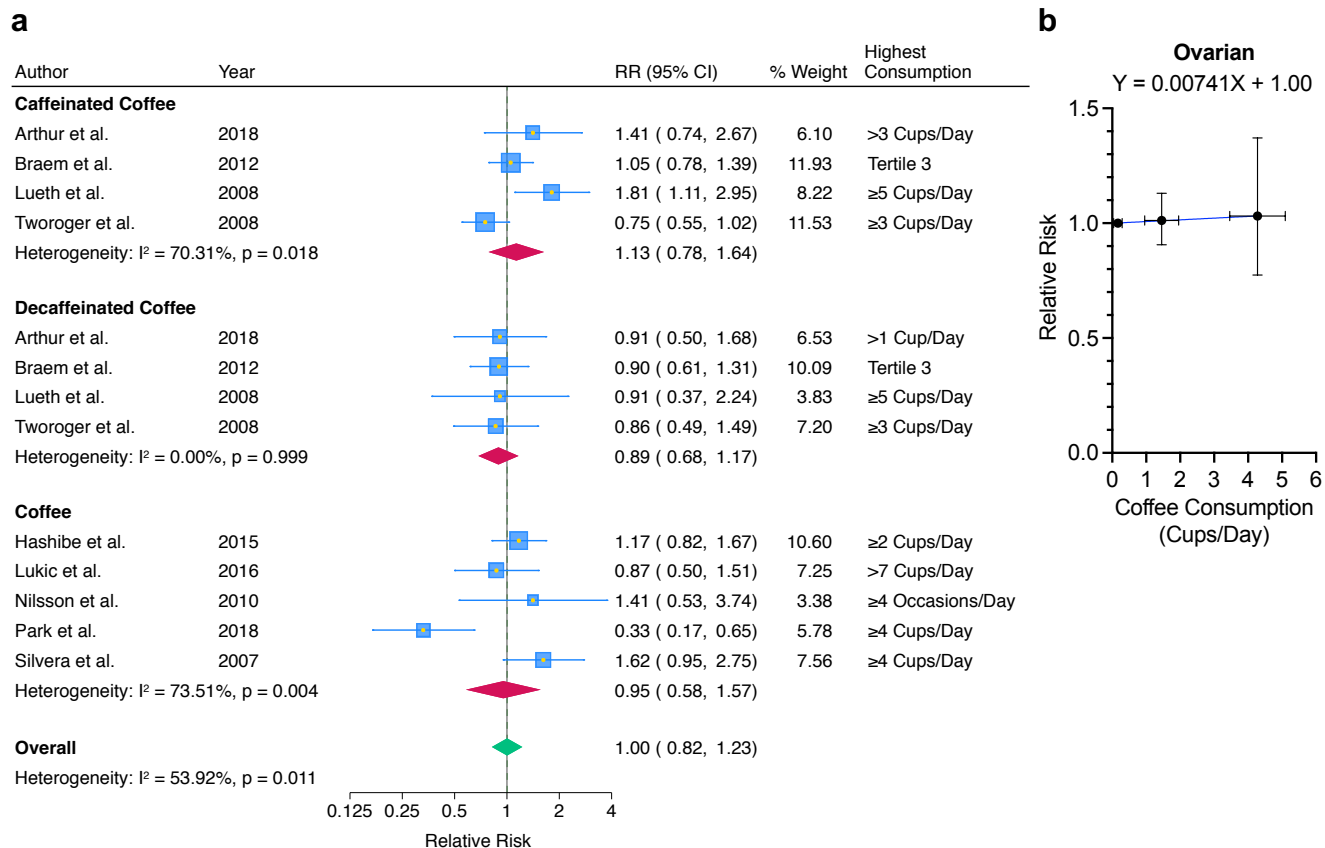 a
Author Year RR (95% CI) % Weight Highest Consumption
Caffeinated Coffee
Arthur et al. 2018 1.41 ( 0.74, 2.67) 6.10 >3 Cups/Day
Braem et al. 2012 1.05 ( 0.78, 1.39) 11.93 Tertile 3
Lueth et al. 2008 1.81 ( 1.11, 2.95) 8.22 ≥5 Cups/Day
Tworoger et al. 2008 0.75 ( 0.55, 1.02) 11.53 ≥3 Cups/Day
Heterogeneity: I² = 70.31%, p = 0.018 1.13 ( 0.78, 1.64)
Decaffeinated Coffee
Arthur et al. 2018 0.91 ( 0.50, 1.68) 6.53 >1 Cup/Day
Braem et al. 2012 0.90 ( 0.61, 1.31) 10.09 Tertile 3
Lueth et al. 2008 0.91 ( 0.37, 2.24) 3.83 ≥5 Cups/Day
Tworoger et al. 2008 0.86 ( 0.49, 1.49) 7.20 ≥3 Cups/Day
Heterogeneity: I² = 0.00%, p = 0.999 0.89 ( 0.68, 1.17)
Coffee
Hashibe et al. 2015 1.17 ( 0.82, 1.67) 10.60 ≥2 Cups/Day
Lukic et al. 2016 0.87 ( 0.50, 1.51) 7.25 >7 Cups/Day
Nilsson et al. 2010 1.41 ( 0.53, 3.74) 3.38 ≥4 Occasions/Day
Park et al. 2018 0.33 ( 0.17, 0.65) 5.78 ≥4 Cups/Day
Silvera et al. 2007 1.62 ( 0.95, 2.75) 7.56 ≥4 Cups/Day
Heterogeneity: I² = 73.51%, p = 0.004 0.95 ( 0.58, 1.57)
Overall 1.00 ( 0.82, 1.23)
Heterogeneity: I² = 53.92%, p = 0.011
0.125 0.25 0.5 1 2 4
Relative Risk
b
Ovarian
Y = 0.00741X + 1.00
1.5
1.0
0.5
0.0
Relative Risk
0 1 2 3 4 5 6
Coffee Consumption
(Cups/Day)